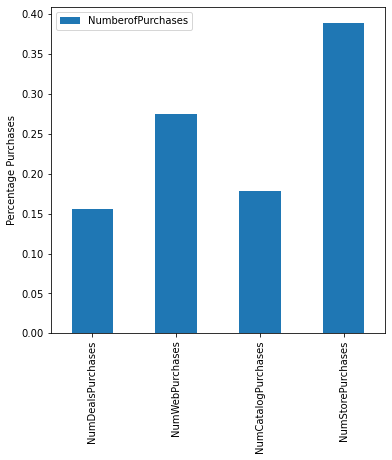 NumberofPurchases
Percentage Purchases
0.40
0.35
0.30
0.25
0.20
0.15
0.10
0.05
0.00
NumDealsPurchases
NumWebPurchases
NumCatalogPurchases
NumStorePurchases